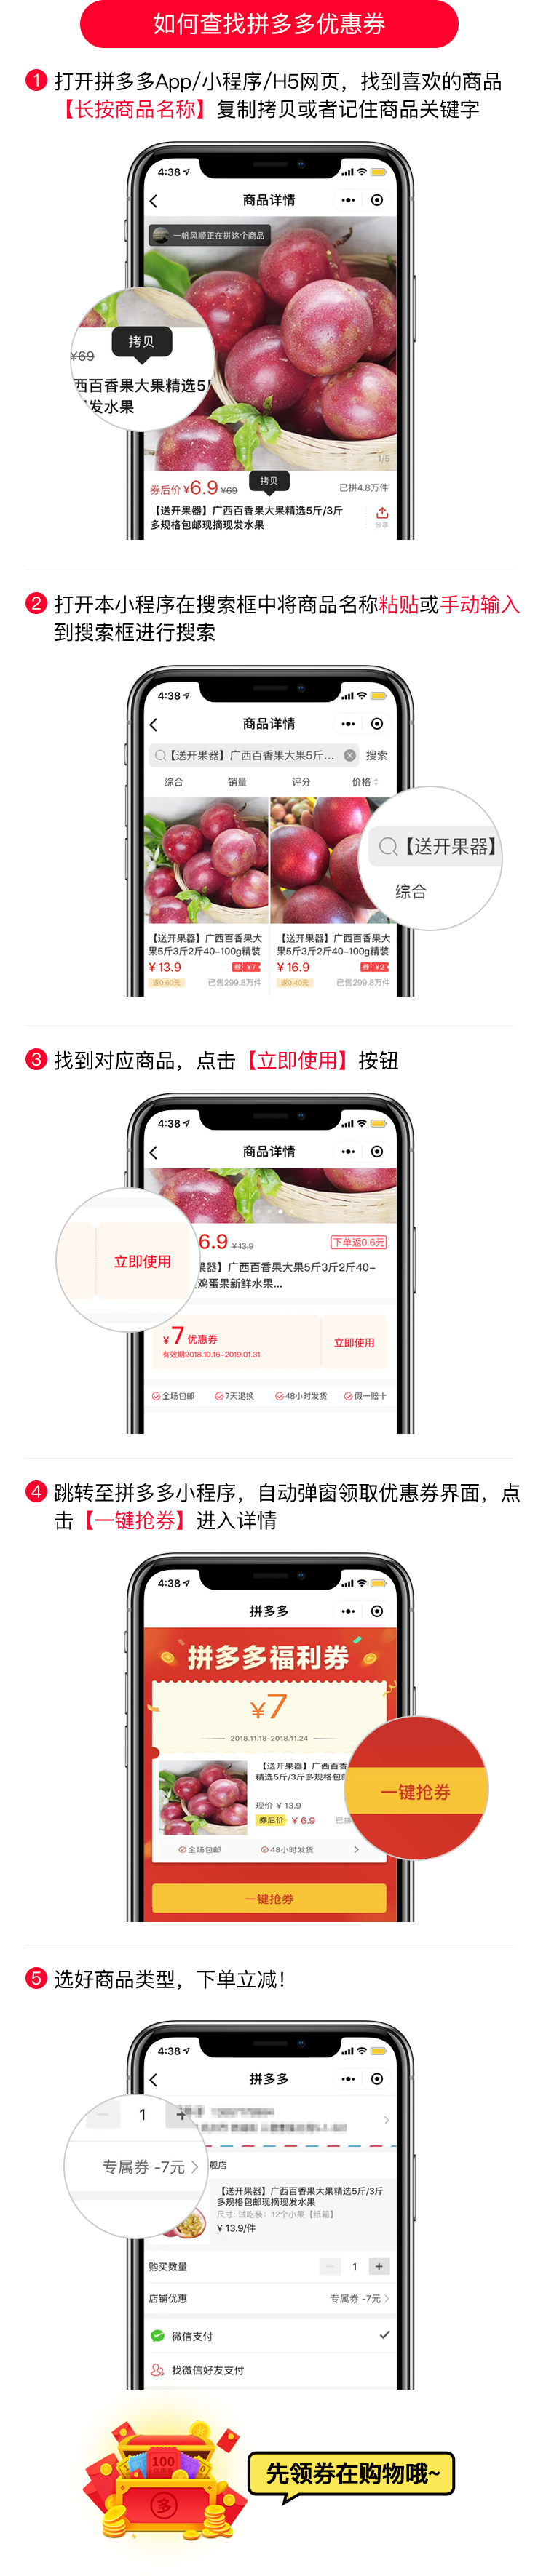 如何查找拼多多优惠券
1 打开拼多多App/小程序/H5网页，找到喜欢的商品
【长按商品名称】复制拷贝或者记住商品关键字
4:38
商品详情
一帆风顺正在拼这个商品
¥69
拷贝
西百香果大果精选5斤
发水果
1/5
券后价 ¥6.9 ¥69
拷贝
已拼4.8万件
【送开果器】广西百香果大果精选5斤/3斤
多规格包邮现摘现发水果
分享
2 打开本小程序在搜索框中将商品名称粘贴或手动输入
到搜索框进行搜索
4:38
商品详情
【送开果器】广西百香果大果5斤... 搜索
综合 销量 评分 价格
【送开果器】
综合
【送开果器】广西百香果大 【送开果器】广西百香果大
果5斤3斤2斤40-100g精装 果5斤3斤2斤40-100g精装
¥13.9 券 ¥7 ¥16.9 券 ¥2
返0.60元 已售299.8万件 返0.40元 已售299.8万件
3 找到对应商品，点击【立即使用】按钮
4:38
商品详情
立即使用
6.9 ¥13.9 下单返0.6元
果器】广西百香果大果5斤3斤2斤40-
鸡蛋果新鲜水果...
¥7 优惠券
有效期2018.10.16-2019.01.31
立即使用
全场包邮 7天退换 48小时发货 假一赔十
4 跳转至拼多多小程序，自动弹窗领取优惠券界面，点
击【一键抢券】进入详情
4:38
拼多多
拼多多福利券
¥7
2018.11.18-2018.11.24
【送开果器】广西百香
精选5斤/3斤多规格包邮
现价 ¥ 13.9
券后价 ¥ 6.9 已拼
一键抢券
全场包邮 48小时发货
一键抢券
5 选好商品类型，下单立减！
4:38
拼多多
1 +
专属券 -7元
舰店
【送开果器】广西百香果大果精选5斤/3斤
多规格包邮现摘现发水果
尺寸: 试吃装：12个小果【纸箱】
¥ 13.9/件
购买数量 − 1 +
店铺优惠 专属券 -7元
微信支付
找微信好友支付
100
多
先领券在购物哦~